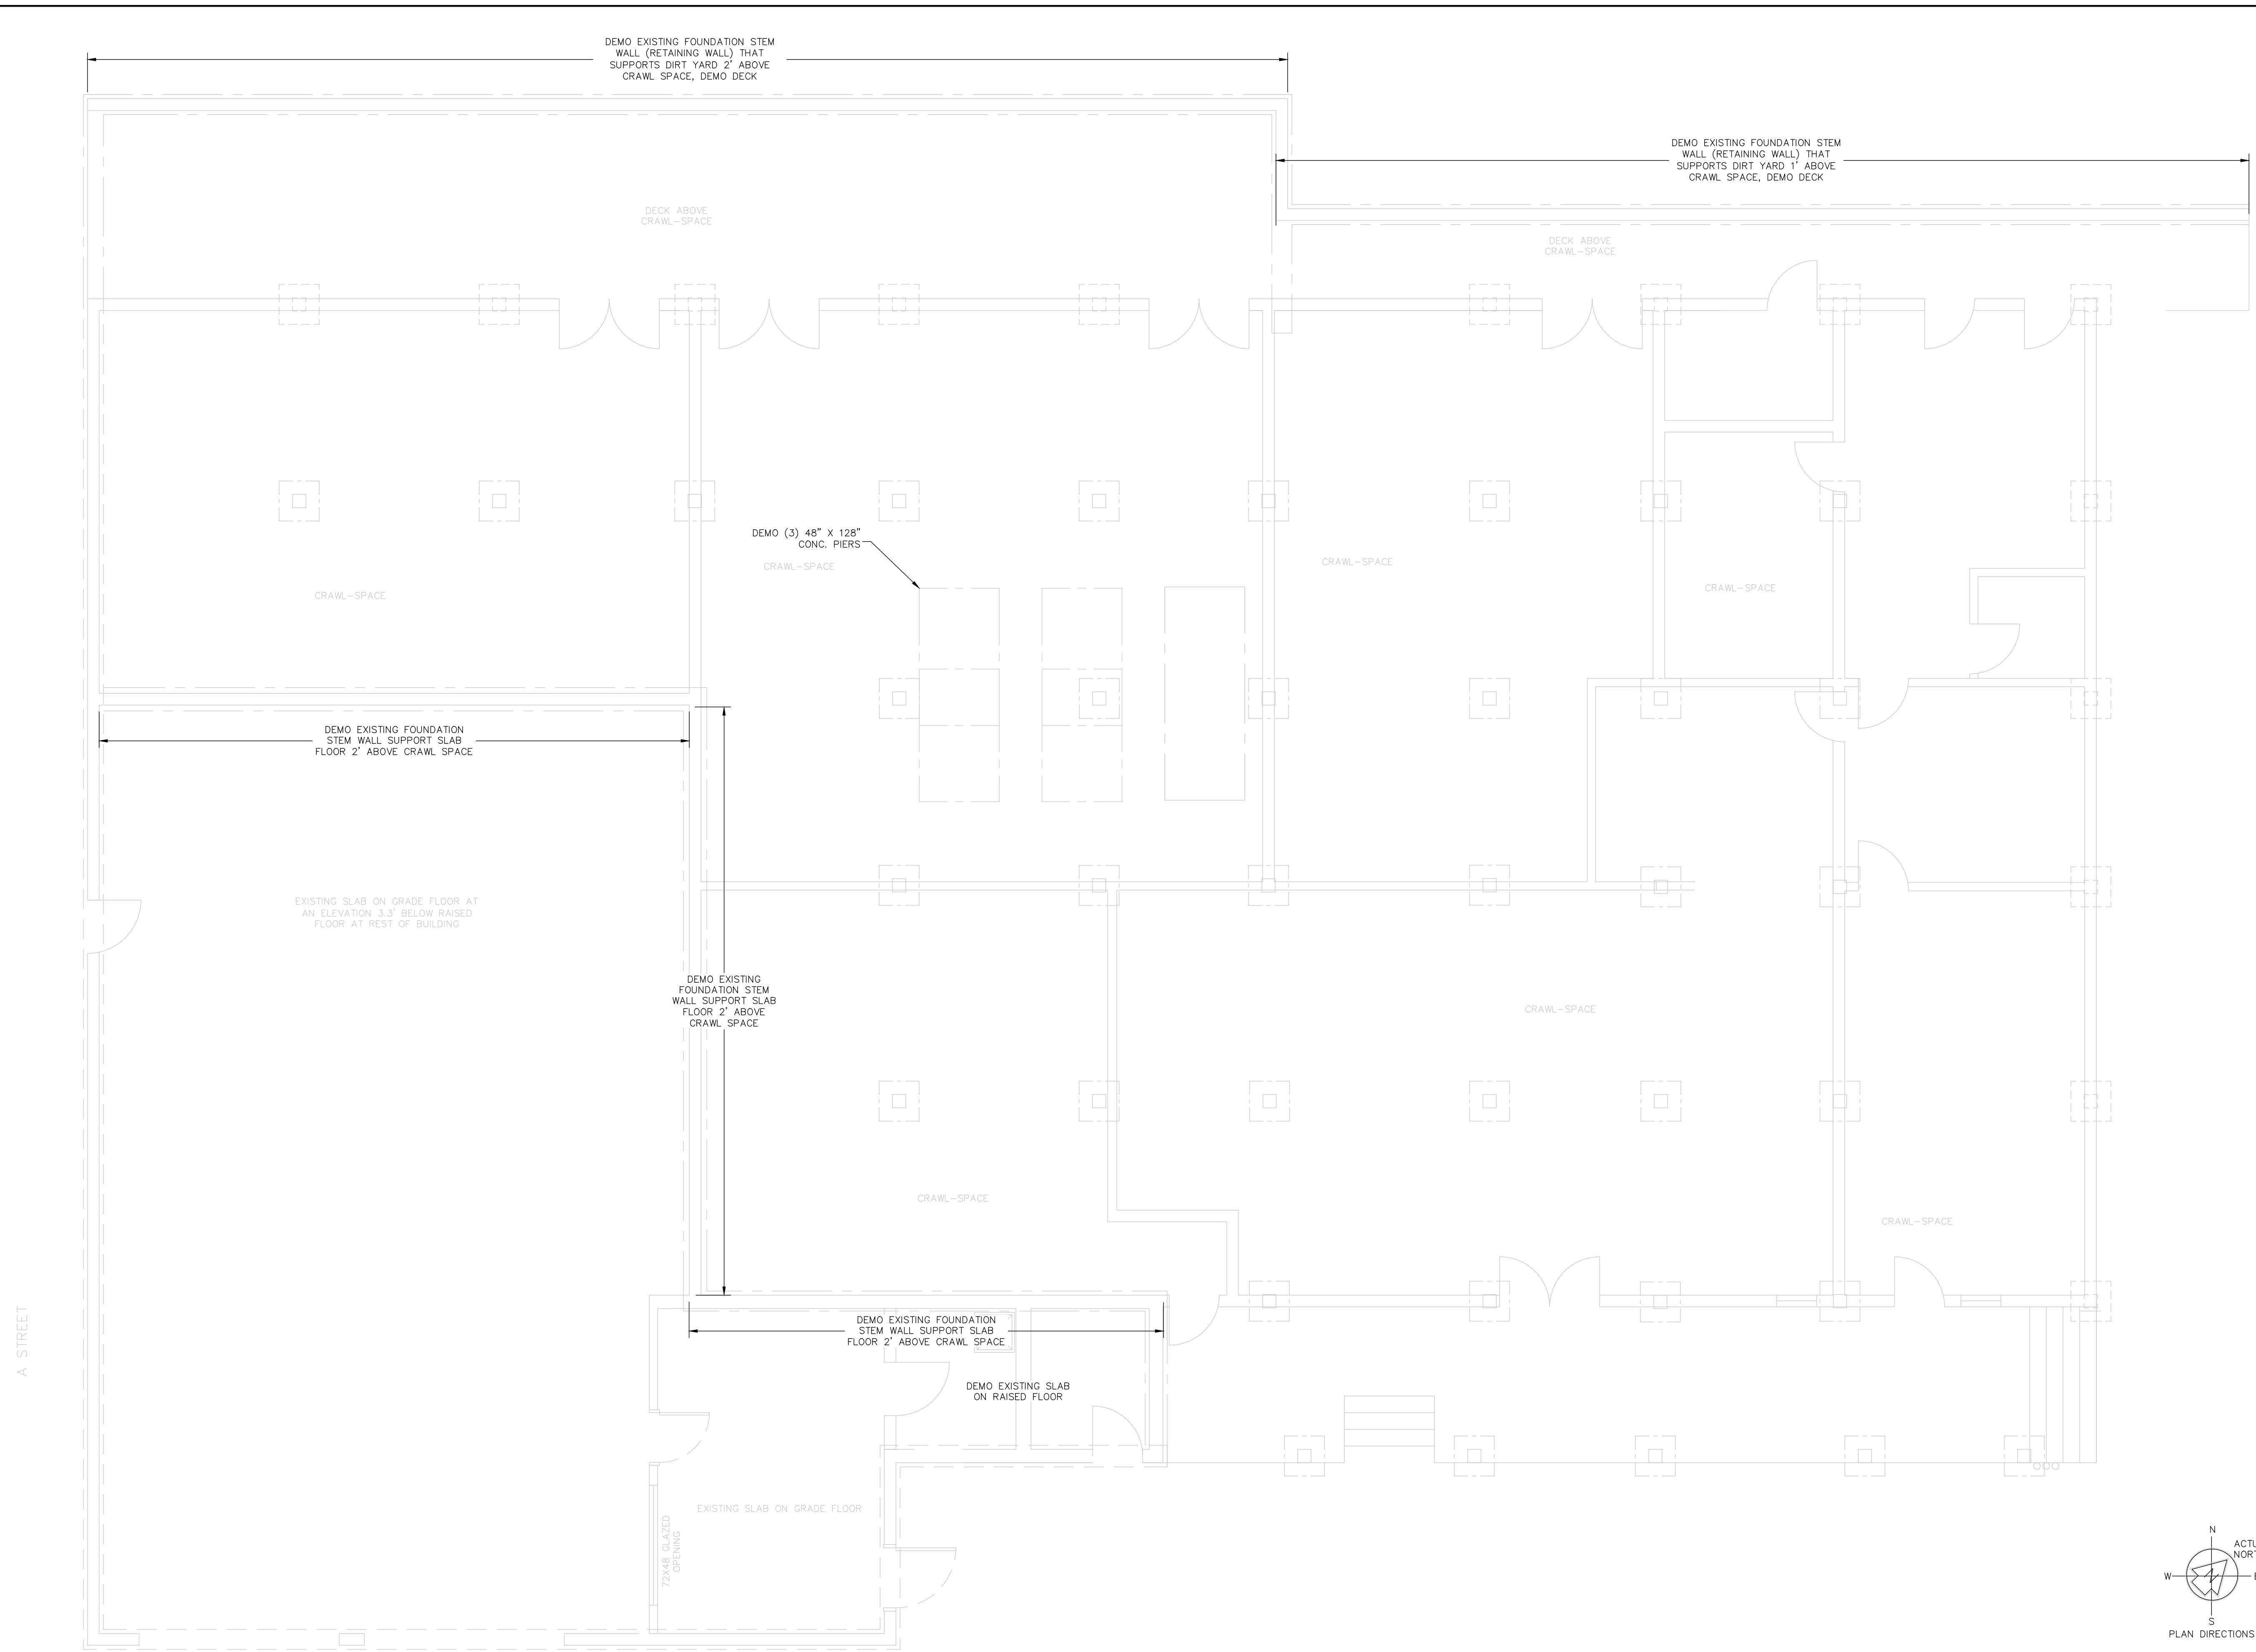 DEMO EXISTING FOUNDATION STEM
WALL (RETAINING WALL) THAT
SUPPORTS DIRT YARD 2' ABOVE
CRAWL SPACE, DEMO DECK
DEMO EXISTING FOUNDATION STEM
WALL (RETAINING WALL) THAT
SUPPORTS DIRT YARD 1' ABOVE
CRAWL SPACE, DEMO DECK
DECK ABOVE
CRAWL-SPACE
DECK ABOVE
CRAWL-SPACE
DEMO (3) 48" X 128"
CONC. PIERS
CRAWL-SPACE
CRAWL-SPACE
CRAWL-SPACE
CRAWL-SPACE
DEMO EXISTING FOUNDATION
STEM WALL SUPPORT SLAB
FLOOR 2' ABOVE CRAWL SPACE
EXISTING SLAB ON GRADE FLOOR AT
AN ELEVATION 3.3' BELOW RAISED
FLOOR AT REST OF BUILDING
DEMO EXISTING
FOUNDATION STEM
WALL SUPPORT SLAB
FLOOR 2' ABOVE
CRAWL SPACE
CRAWL-SPACE
CRAWL-SPACE
CRAWL-SPACE
A STREET
DEMO EXISTING FOUNDATION
STEM WALL SUPPORT SLAB
FLOOR 2' ABOVE CRAWL SPACE
DEMO EXISTING SLAB
ON RAISED FLOOR
EXISTING SLAB ON GRADE FLOOR
72X48 GLAZED
OPENING
N
W
S
PLAN DIRECTIONS